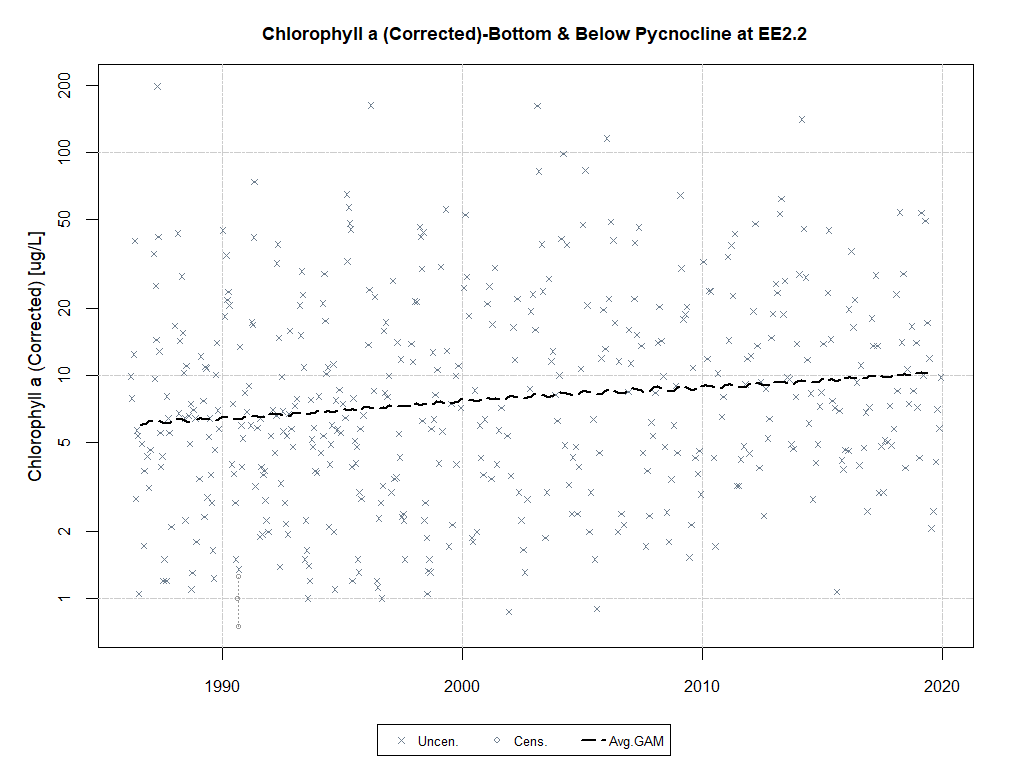 Chlorophyll a (Corrected)-Bottom & Below Pycnocline at EE2.2
Chlorophyll a (Corrected) [ug/L]
200
100
50
20
10
5
2
1
1990
2000
2010
2020
Uncen.
Cens.
Avg.GAM